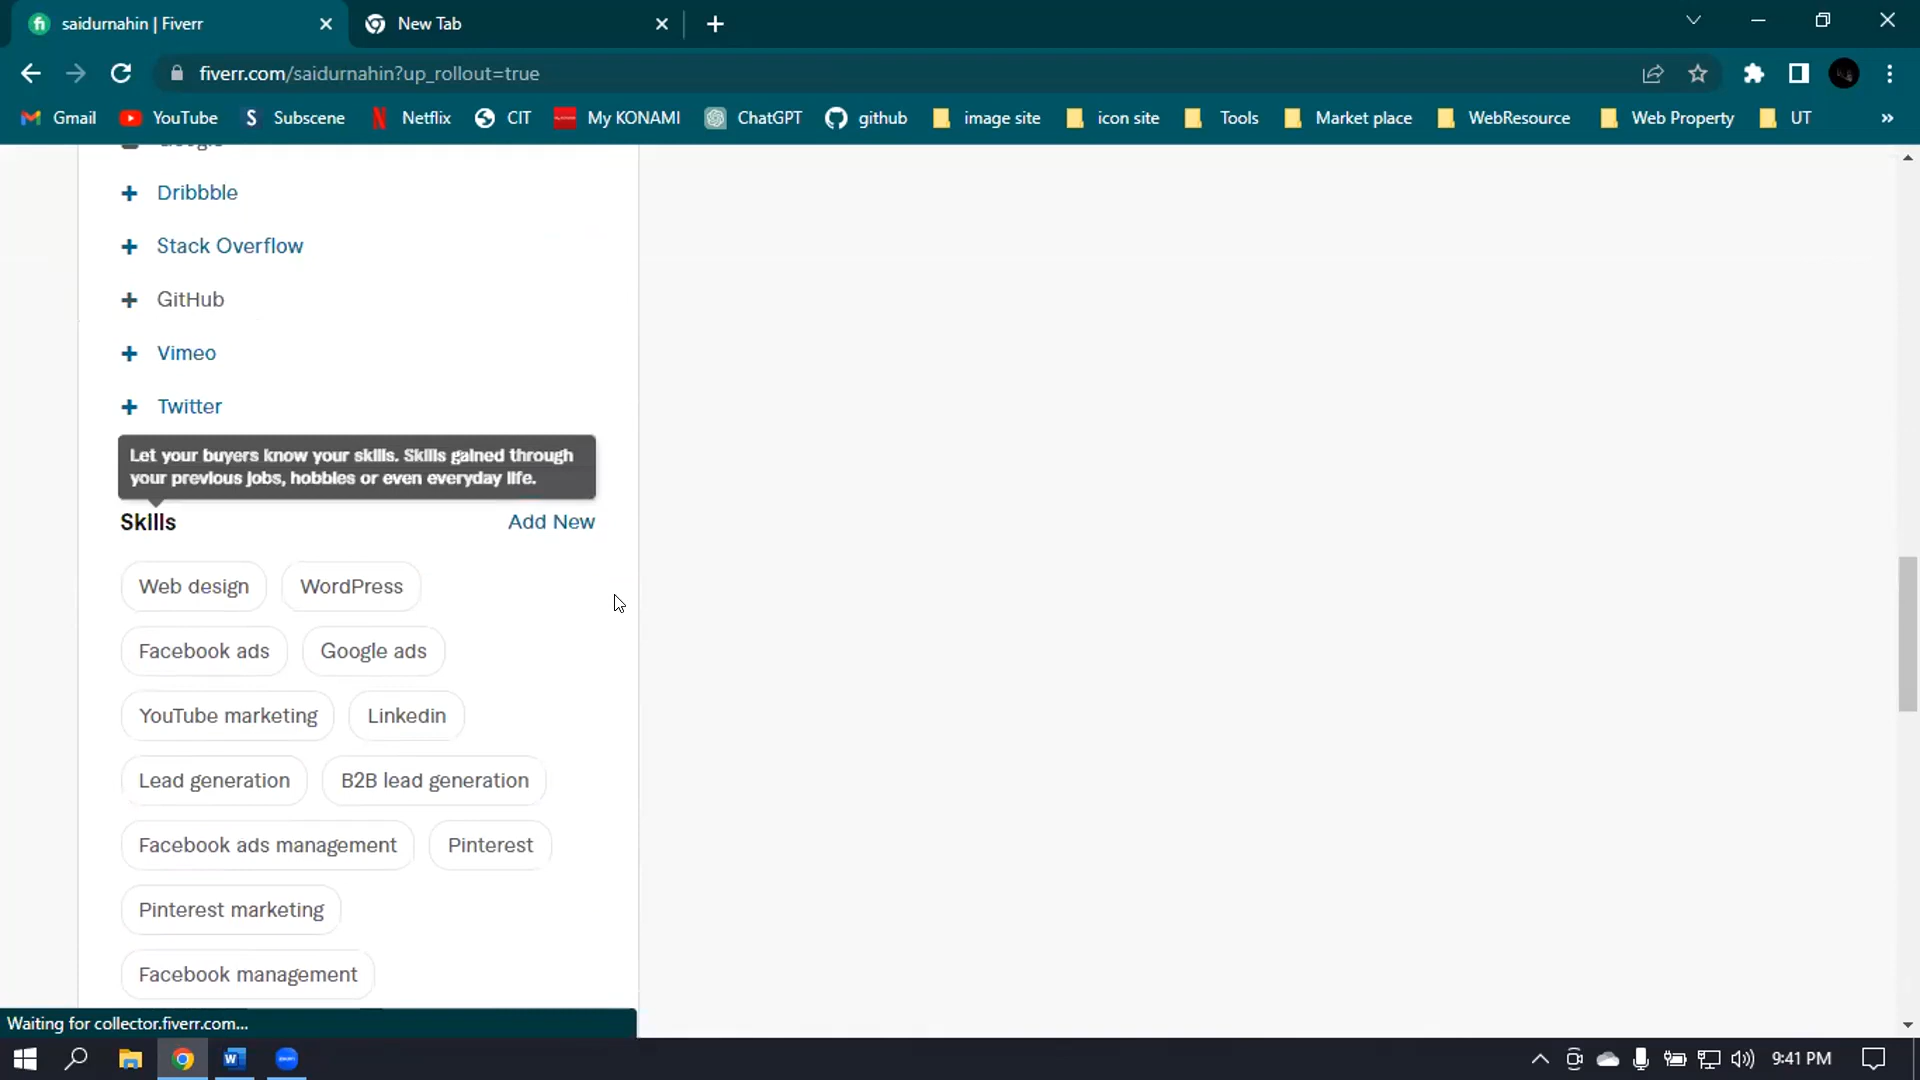 saidurnahin | Fiverr
New Tab
fiverr.com/saidurnahin?up_rollout=true
Gmail YouTube Subscene Netflix CIT My KONAMI ChatGPT github image site icon site Tools Market place WebResource Web Property UT »
Google
Dribbble
Stack Overflow
GitHub
Vimeo
Twitter
Let your buyers know your skills. Skills gained through
your previous jobs, hobbies or even everyday life.
Skills Add New
Web design WordPress
Facebook ads Google ads
YouTube marketing Linkedin
Lead generation B2B lead generation
Facebook ads management Pinterest
Pinterest marketing
Facebook management
Waiting for collector.fiverr.com...
9:41 PM